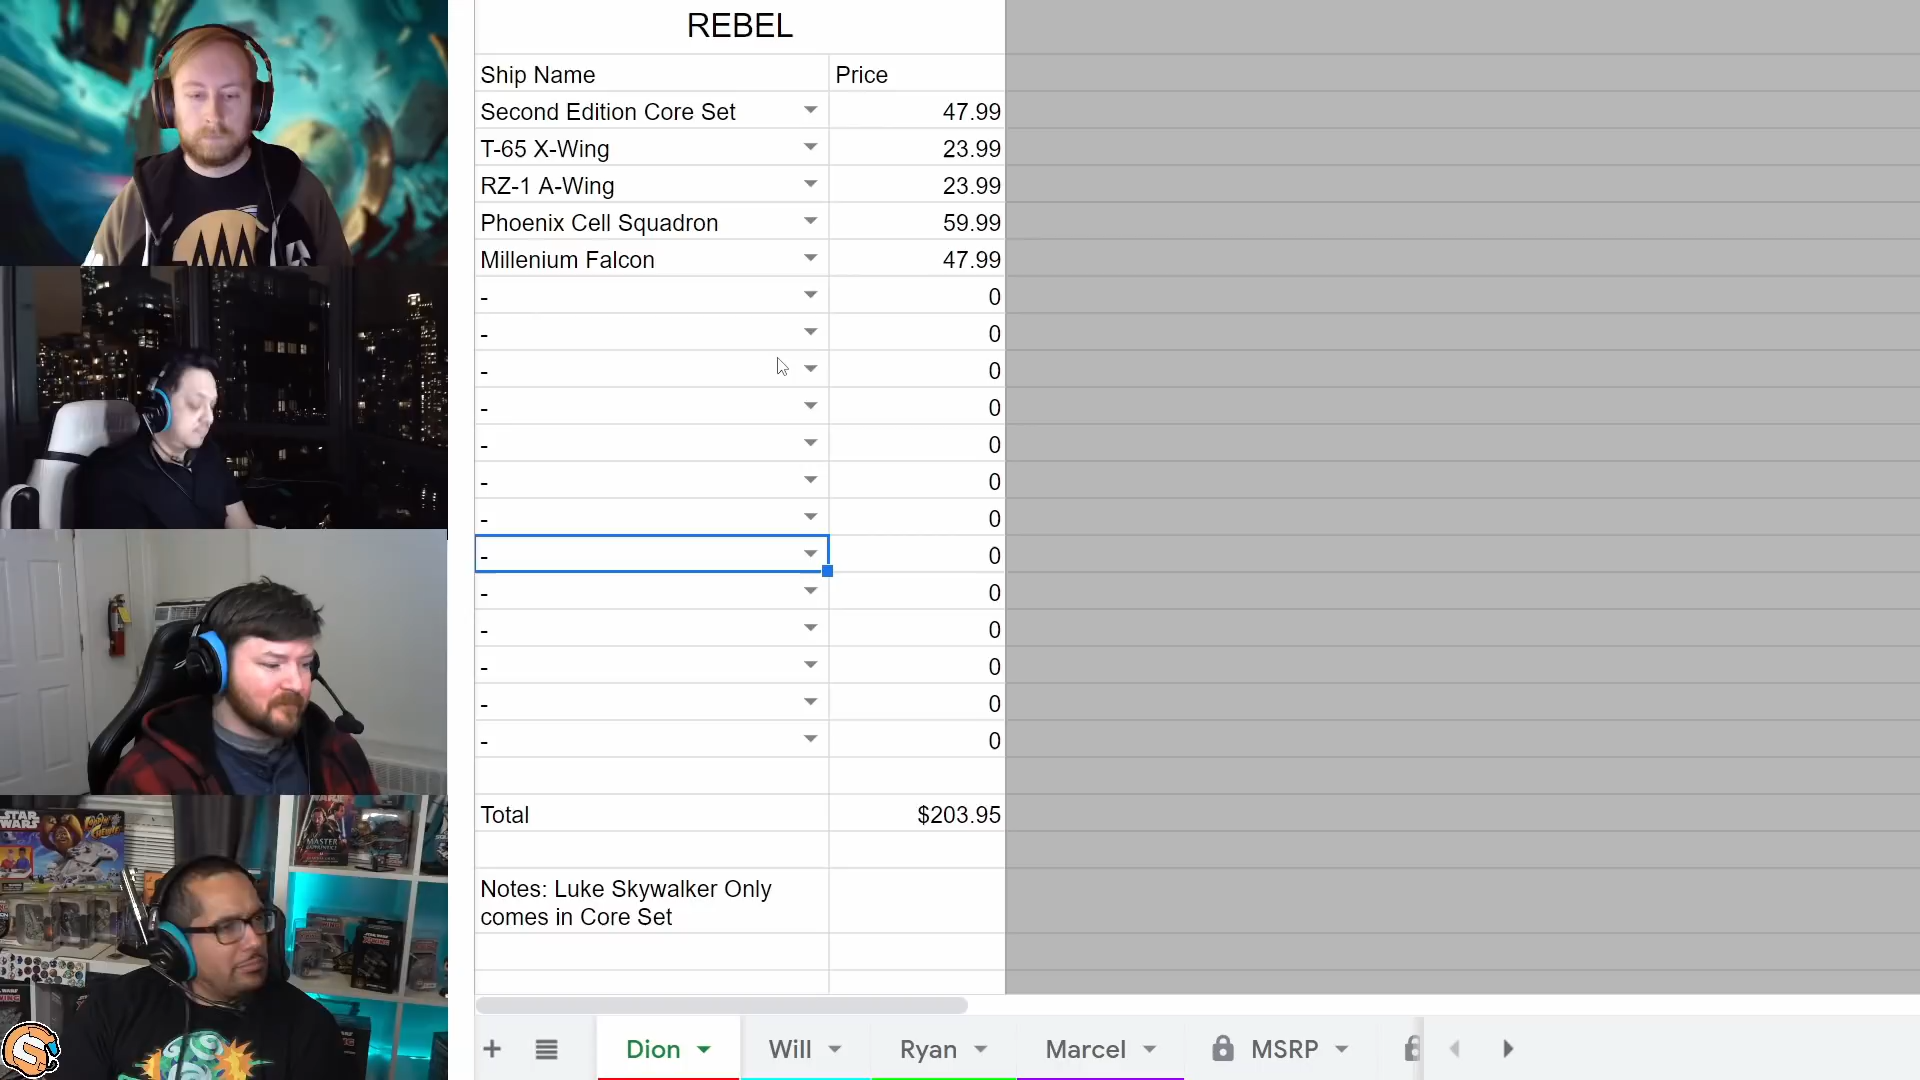 REBEL
Ship Name Price
Second Edition Core Set 47.99
T-65 X-Wing 23.99
RZ-1 A-Wing 23.99
Phoenix Cell Squadron 59.99
Millenium Falcon 47.99
- 0
- 0
- 0
- 0
- 0
- 0
- 0
- 0
- 0
- 0
- 0
- 0
- 0
Total $203.95
Notes: Luke Skywalker Only
comes in Core Set
+ Dion Will Ryan Marcel MSRP
STAR
WARS
MASTER